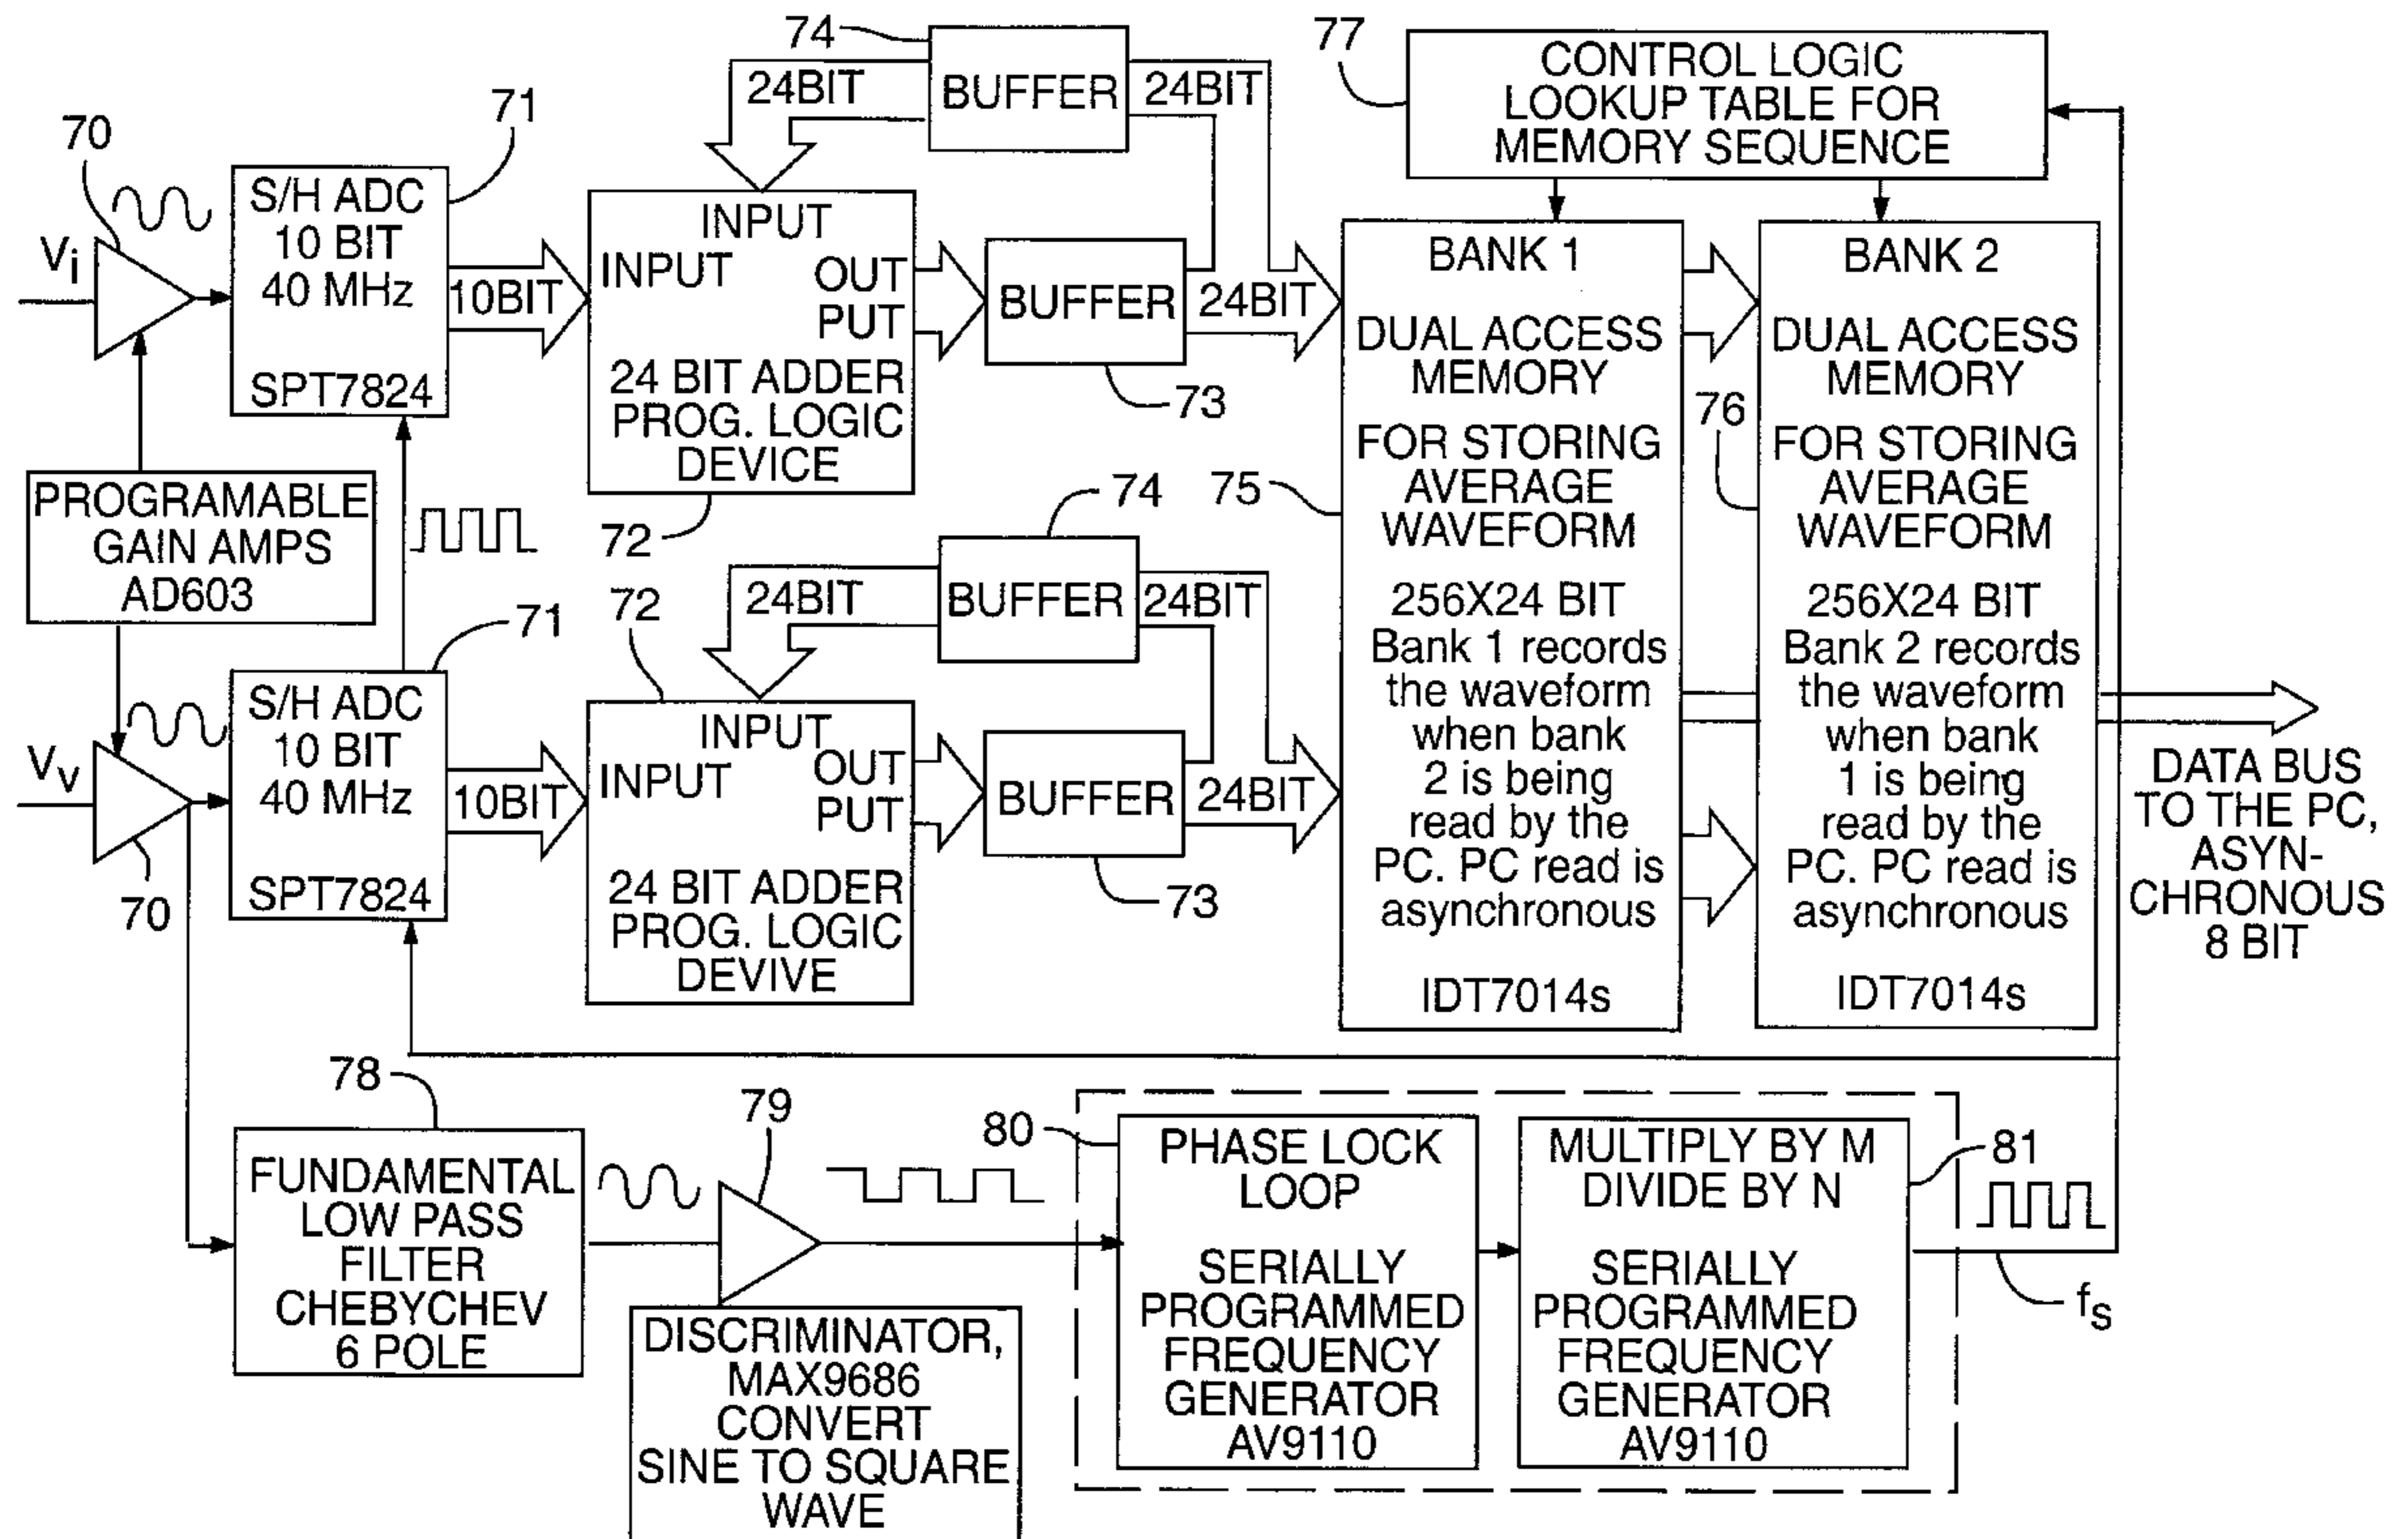 74
BUFFER
24BIT
24BIT
77
CONTROL LOGIC
LOOKUP TABLE FOR
MEMORY SEQUENCE
70
Vi
71
S/H ADC
10 BIT
40 MHz
SPT7824
10BIT
INPUT
INPUT
OUT
PUT
24 BIT ADDER
PROG. LOGIC
DEVICE
72
BUFFER
73
24BIT
PROGRAMABLE
GAIN AMPS
AD603
74
BUFFER
24BIT
24BIT
Vv
70
71
S/H ADC
10 BIT
40 MHz
SPT7824
10BIT
72
INPUT
INPUT
OUT
PUT
24 BIT ADDER
PROG. LOGIC
DEVIVE
BUFFER
73
24BIT
75
BANK 1
DUAL ACCESS
MEMORY
FOR STORING
AVERAGE
WAVEFORM
256X24 BIT
Bank 1 records
the waveform
when bank
2 is being
read by the
PC. PC read is
asynchronous
IDT7014s
76
BANK 2
DUAL ACCESS
MEMORY
FOR STORING
AVERAGE
WAVEFORM
256X24 BIT
Bank 2 records
the waveform
when bank
1 is being
read by the
PC. PC read is
asynchronous
IDT7014s
DATA BUS
TO THE PC,
ASYN-
CHRONOUS
8 BIT
78
FUNDAMENTAL
LOW PASS
FILTER
CHEBYCHEV
6 POLE
79
DISCRIMINATOR,
MAX9686
CONVERT
SINE TO SQUARE
WAVE
80
PHASE LOCK
LOOP
SERIALLY
PROGRAMMED
FREQUENCY
GENERATOR
AV9110
MULTIPLY BY M
DIVIDE BY N
SERIALLY
PROGRAMMED
FREQUENCY
GENERATOR
AV9110
81
fs